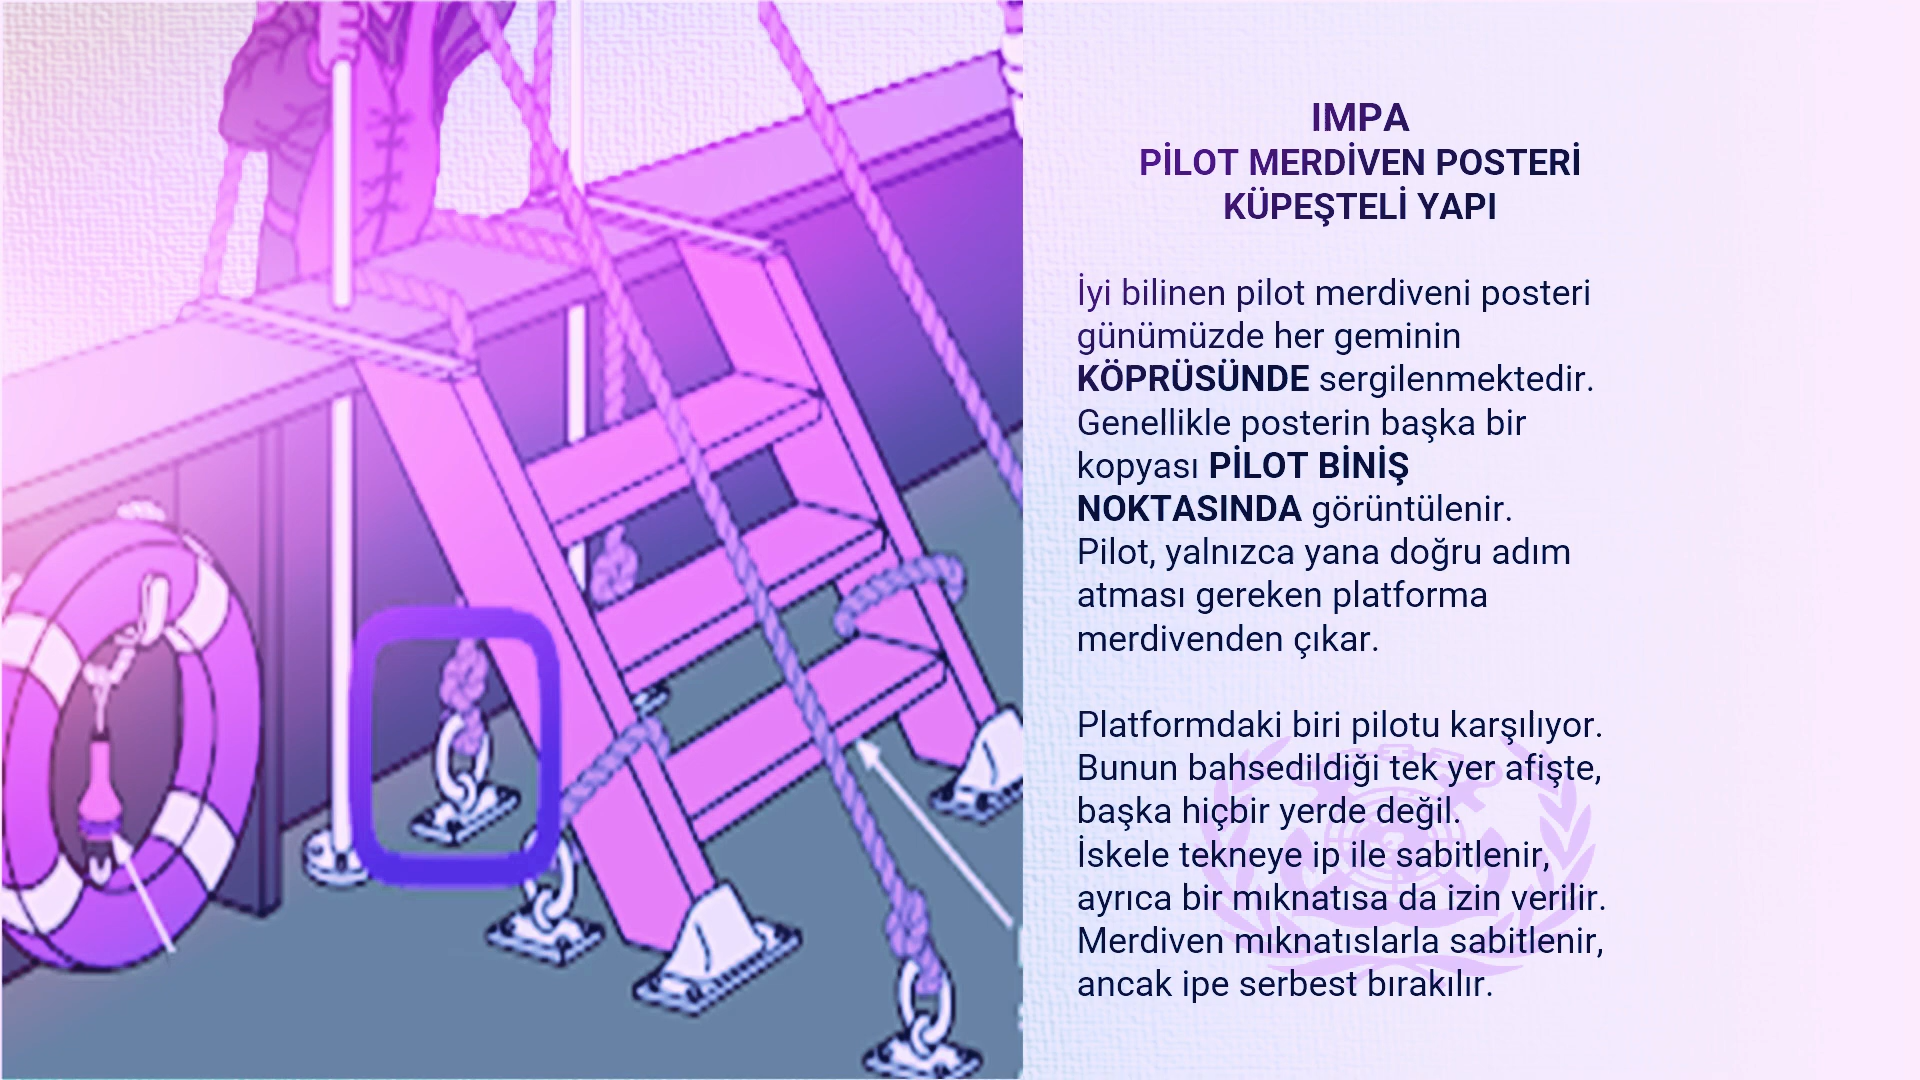 IMPA
PİLOT MERDİVEN POSTERİ
KÜPEŞTELİ YAPI
İyi bilinen pilot merdiveni posteri
günümüzde her geminin
KÖPRÜSÜNDE sergilenmektedir.
Genellikle posterin başka bir
kopyası PİLOT BİNİŞ
NOKTASINDA görüntülenir.
Pilot, yalnızca yana doğru adım
atması gereken platforma
merdivenden çıkar.
Platformdaki biri pilotu karşılıyor.
Bunun bahsedildiği tek yer afişte,
başka hiçbir yerde değil.
İskele tekneye ip ile sabitlenir,
ayrıca bir mıknatısa da izin verilir.
Merdiven mıknatıslarla sabitlenir,
ancak ipe serbest bırakılır.